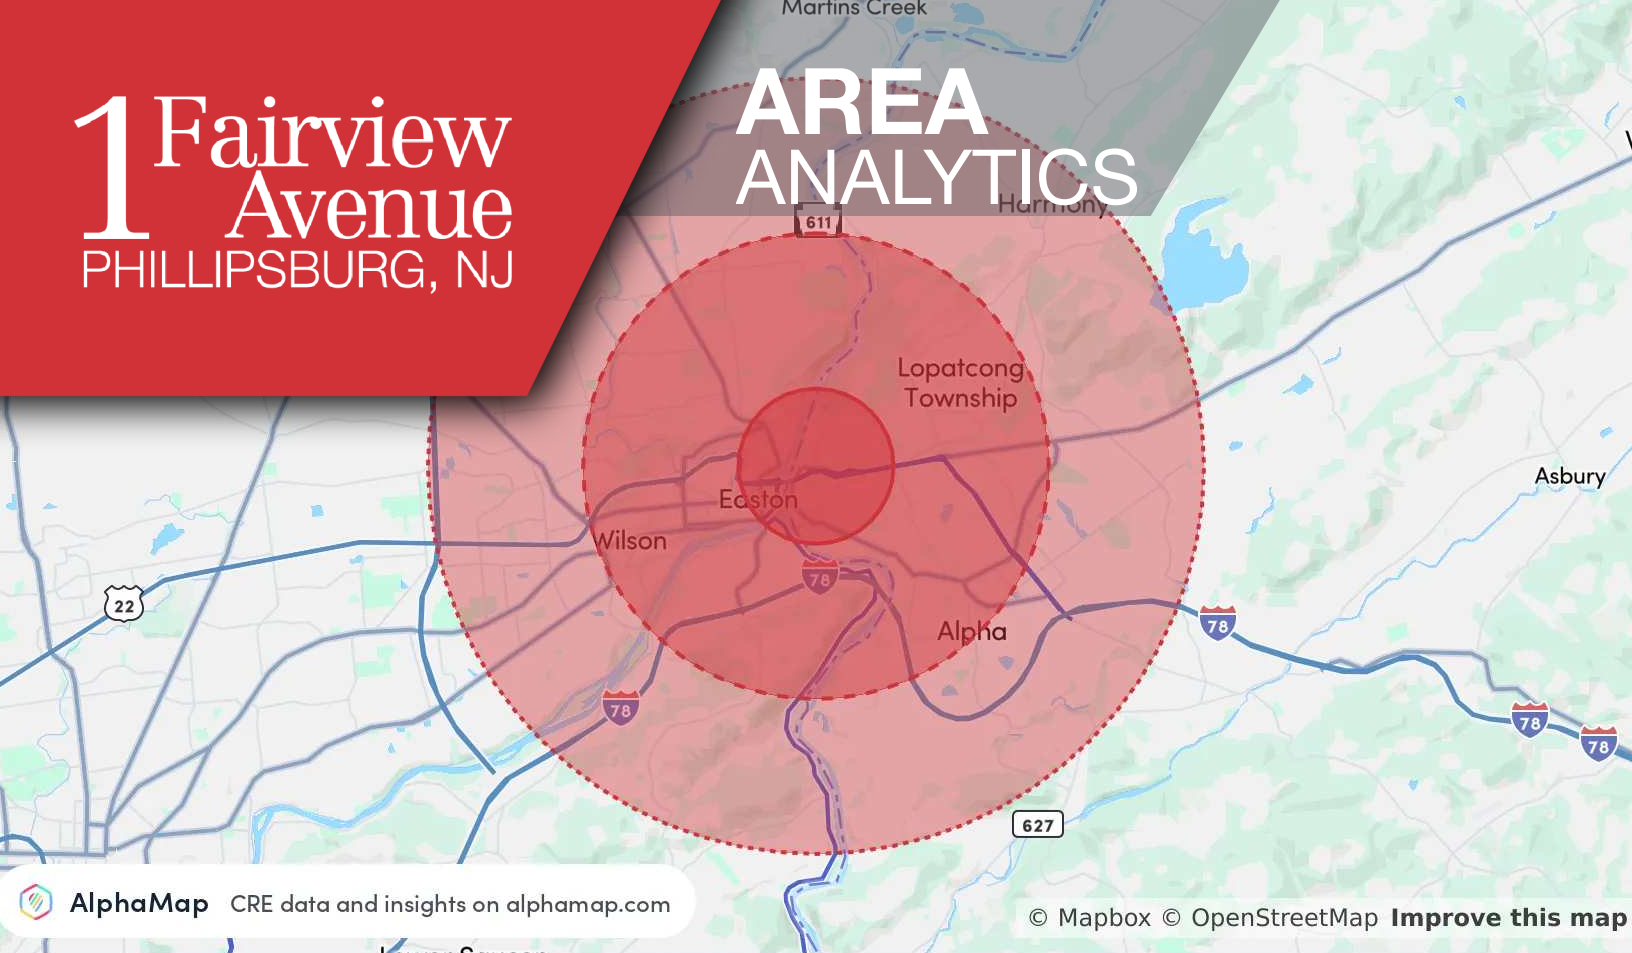 Martins Creek
1 Fairview
Avenue
PHILLIPSBURG, NJ
AREA
ANALYTICS
Harmony
611
Lopatcong
Township
Easton
Wilson
Asbury
78
22
Alpha
78
78
78
78
627
AlphaMap CRE data and insights on alphamap.com
© Mapbox © OpenStreetMap Improve this map